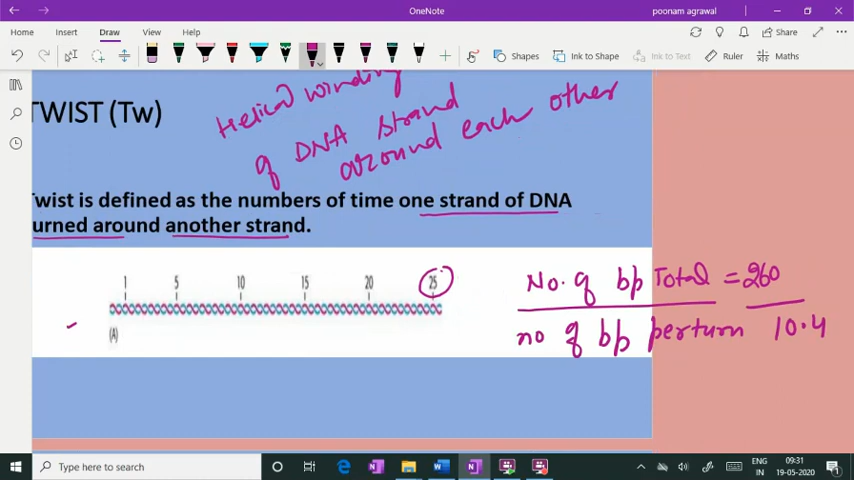 OneNote
poonam agrawal
Home Insert Draw View Help
Share
Shapes Ink to Shape Ink to Text Ruler Maths
Helical winding
TWIST (Tw)
of DNA strand
around each other
Twist is defined as the numbers of time one strand of DNA
urned around another strand.
1 5 10 15 20 25
(A)
No. of bp Total = 260
no of bp perturn 10.4
Type here to search
ENG
IN
09:31
19-05-2020
1